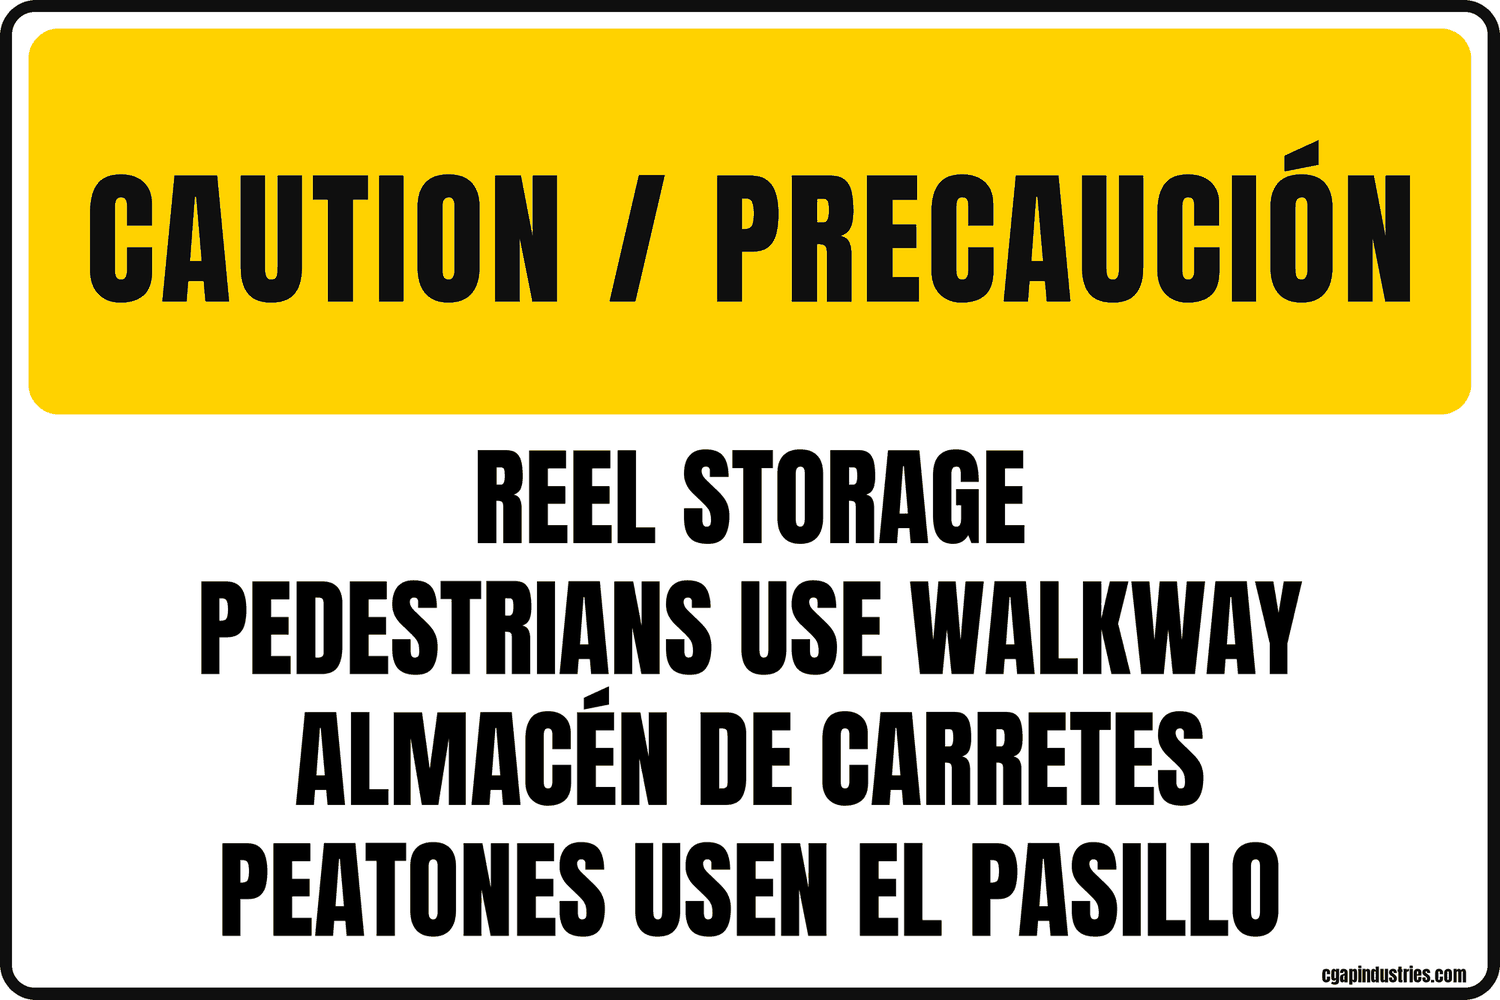 CAUTION / PRECAUCIÓN
REEL STORAGE
PEDESTRIANS USE WALKWAY
ALMACÉN DE CARRETES
PEATONES USEN EL PASILLO
cgapindustries.com